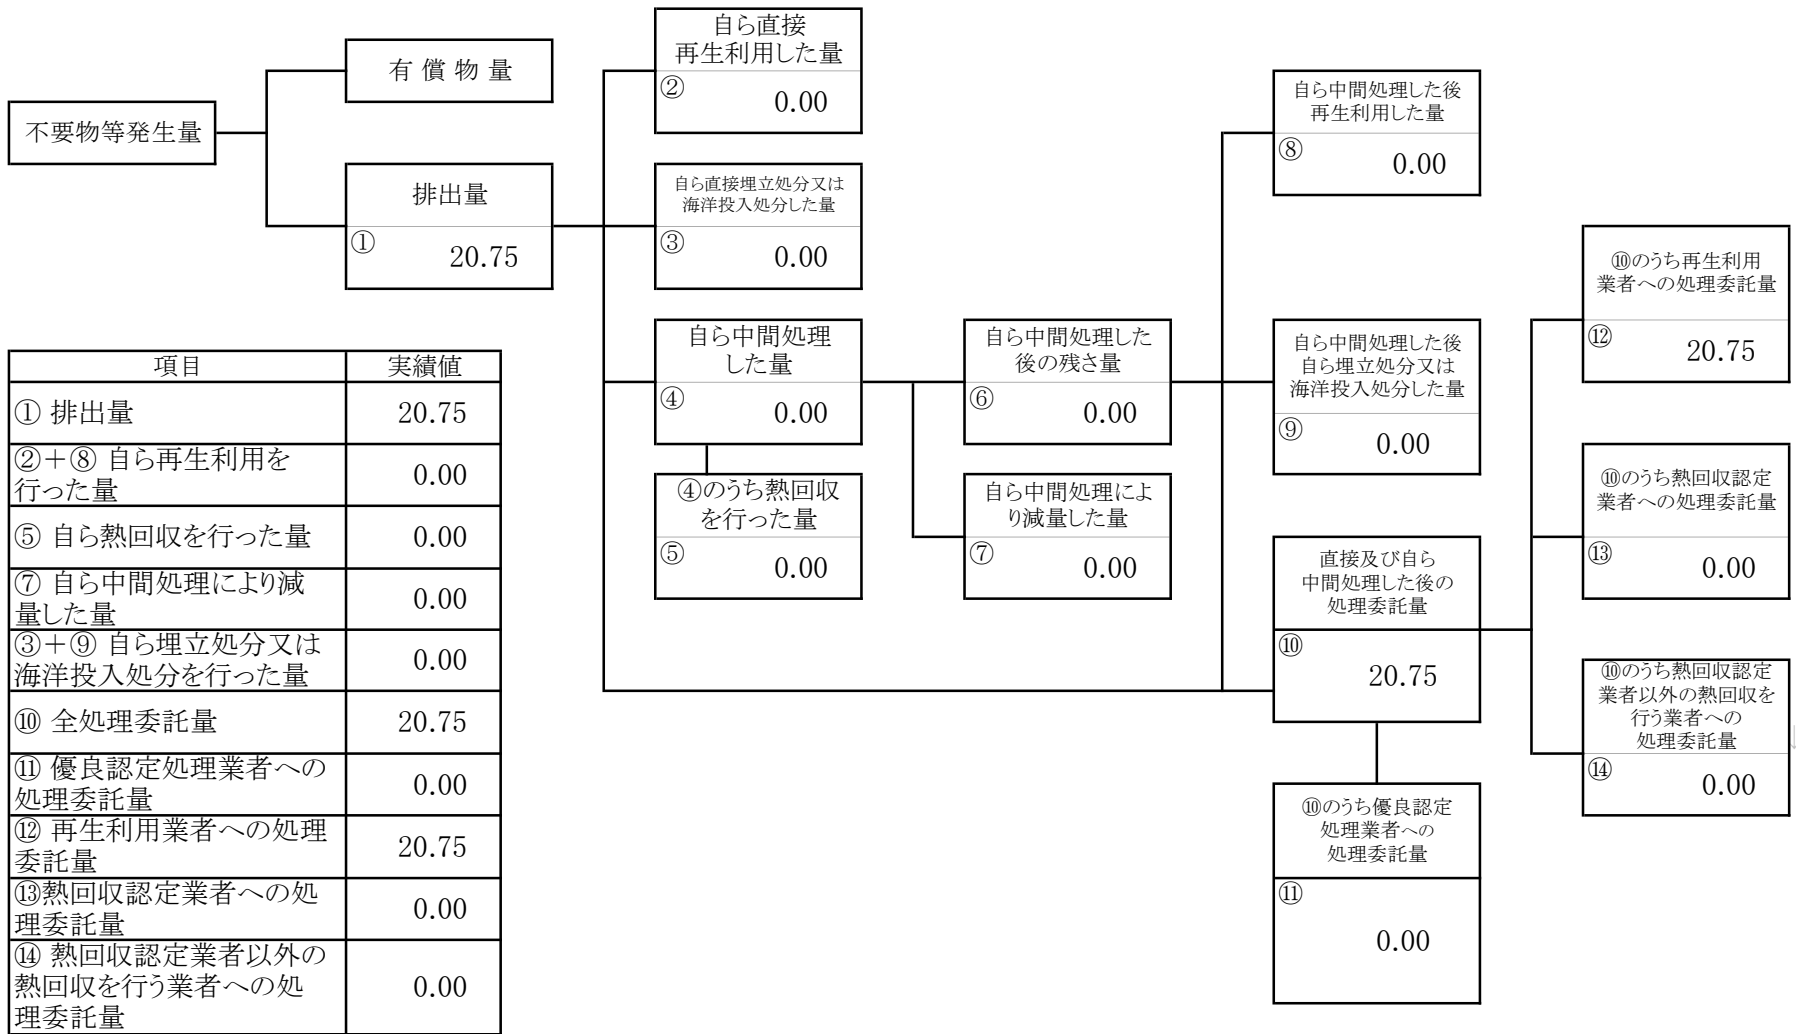 不要物等発生量
有 償 物 量
排出量
①
20.75
自ら直接
再生利用した量
②
0.00
自ら直接埋立処分又は
海洋投入処分した量
③
0.00
自ら中間処理
した量
④
0.00
④のうち熱回収
を行った量
⑤
0.00
自ら中間処理した
後の残さ量
⑥
0.00
自ら中間処理によ
り減量した量
⑦
0.00
自ら中間処理した後
再生利用した量
⑧
0.00
自ら中間処理した後
自ら埋立処分又は
海洋投入処分した量
⑨
0.00
直接及び自ら
中間処理した後の
処理委託量
⑩
20.75
⑩のうち優良認定
処理業者への
処理委託量
⑪
0.00
⑩のうち再生利用
業者への処理委託量
⑫
20.75
⑩のうち熱回収認定
業者への処理委託量
⑬
0.00
⑩のうち熱回収認定
業者以外の熱回収を
行う業者への
処理委託量
⑭
0.00
↓
項目 実績値
① 排出量 20.75
②+⑧ 自ら再生利用を
行った量 0.00
⑤ 自ら熱回収を行った量 0.00
⑦ 自ら中間処理により減
量した量 0.00
③+⑨ 自ら埋立処分又は
海洋投入処分を行った量 0.00
⑩ 全処理委託量 20.75
⑪ 優良認定処理業者への
処理委託量 0.00
⑫ 再生利用業者への処理
委託量 20.75
⑬熱回収認定業者への処
理委託量 0.00
⑭ 熱回収認定業者以外の
熱回収を行う業者への処
理委託量 0.00